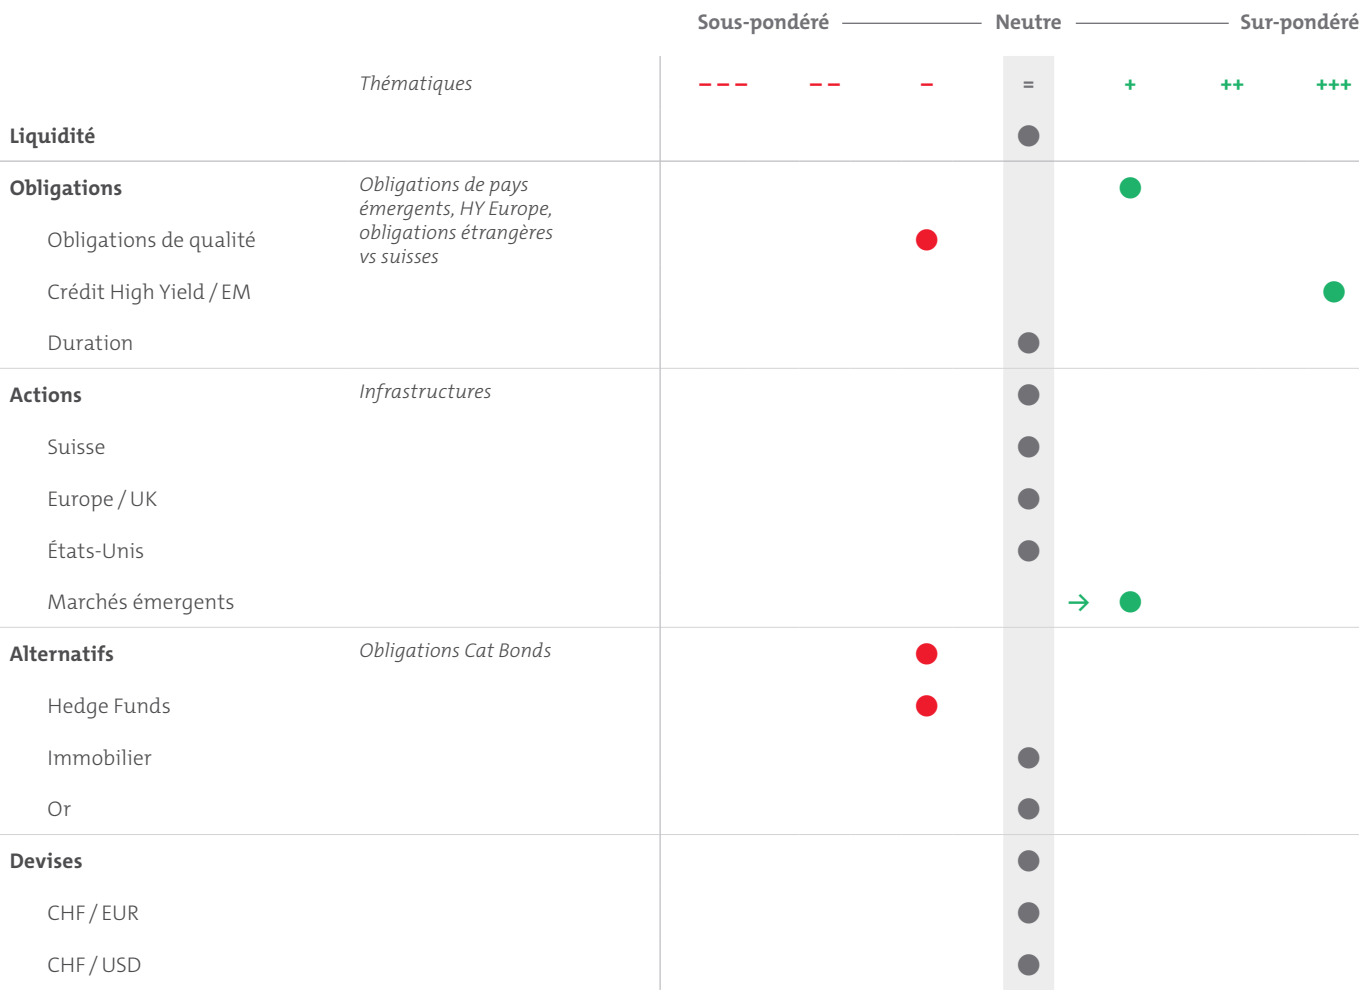 Sous-pondéré Neutre Sur-pondéré
Thématiques – – – – – – = + ++ +++
Liquidité
Obligations
Obligations de pays
émergents, HY Europe,
obligations étrangères
vs suisses
Obligations de qualité
Crédit High Yield / EM
Duration
Actions Infrastructures
Suisse
Europe / UK
États-Unis
Marchés émergents →
Alternatifs Obligations Cat Bonds
Hedge Funds
Immobilier
Or
Devises
CHF / EUR
CHF / USD